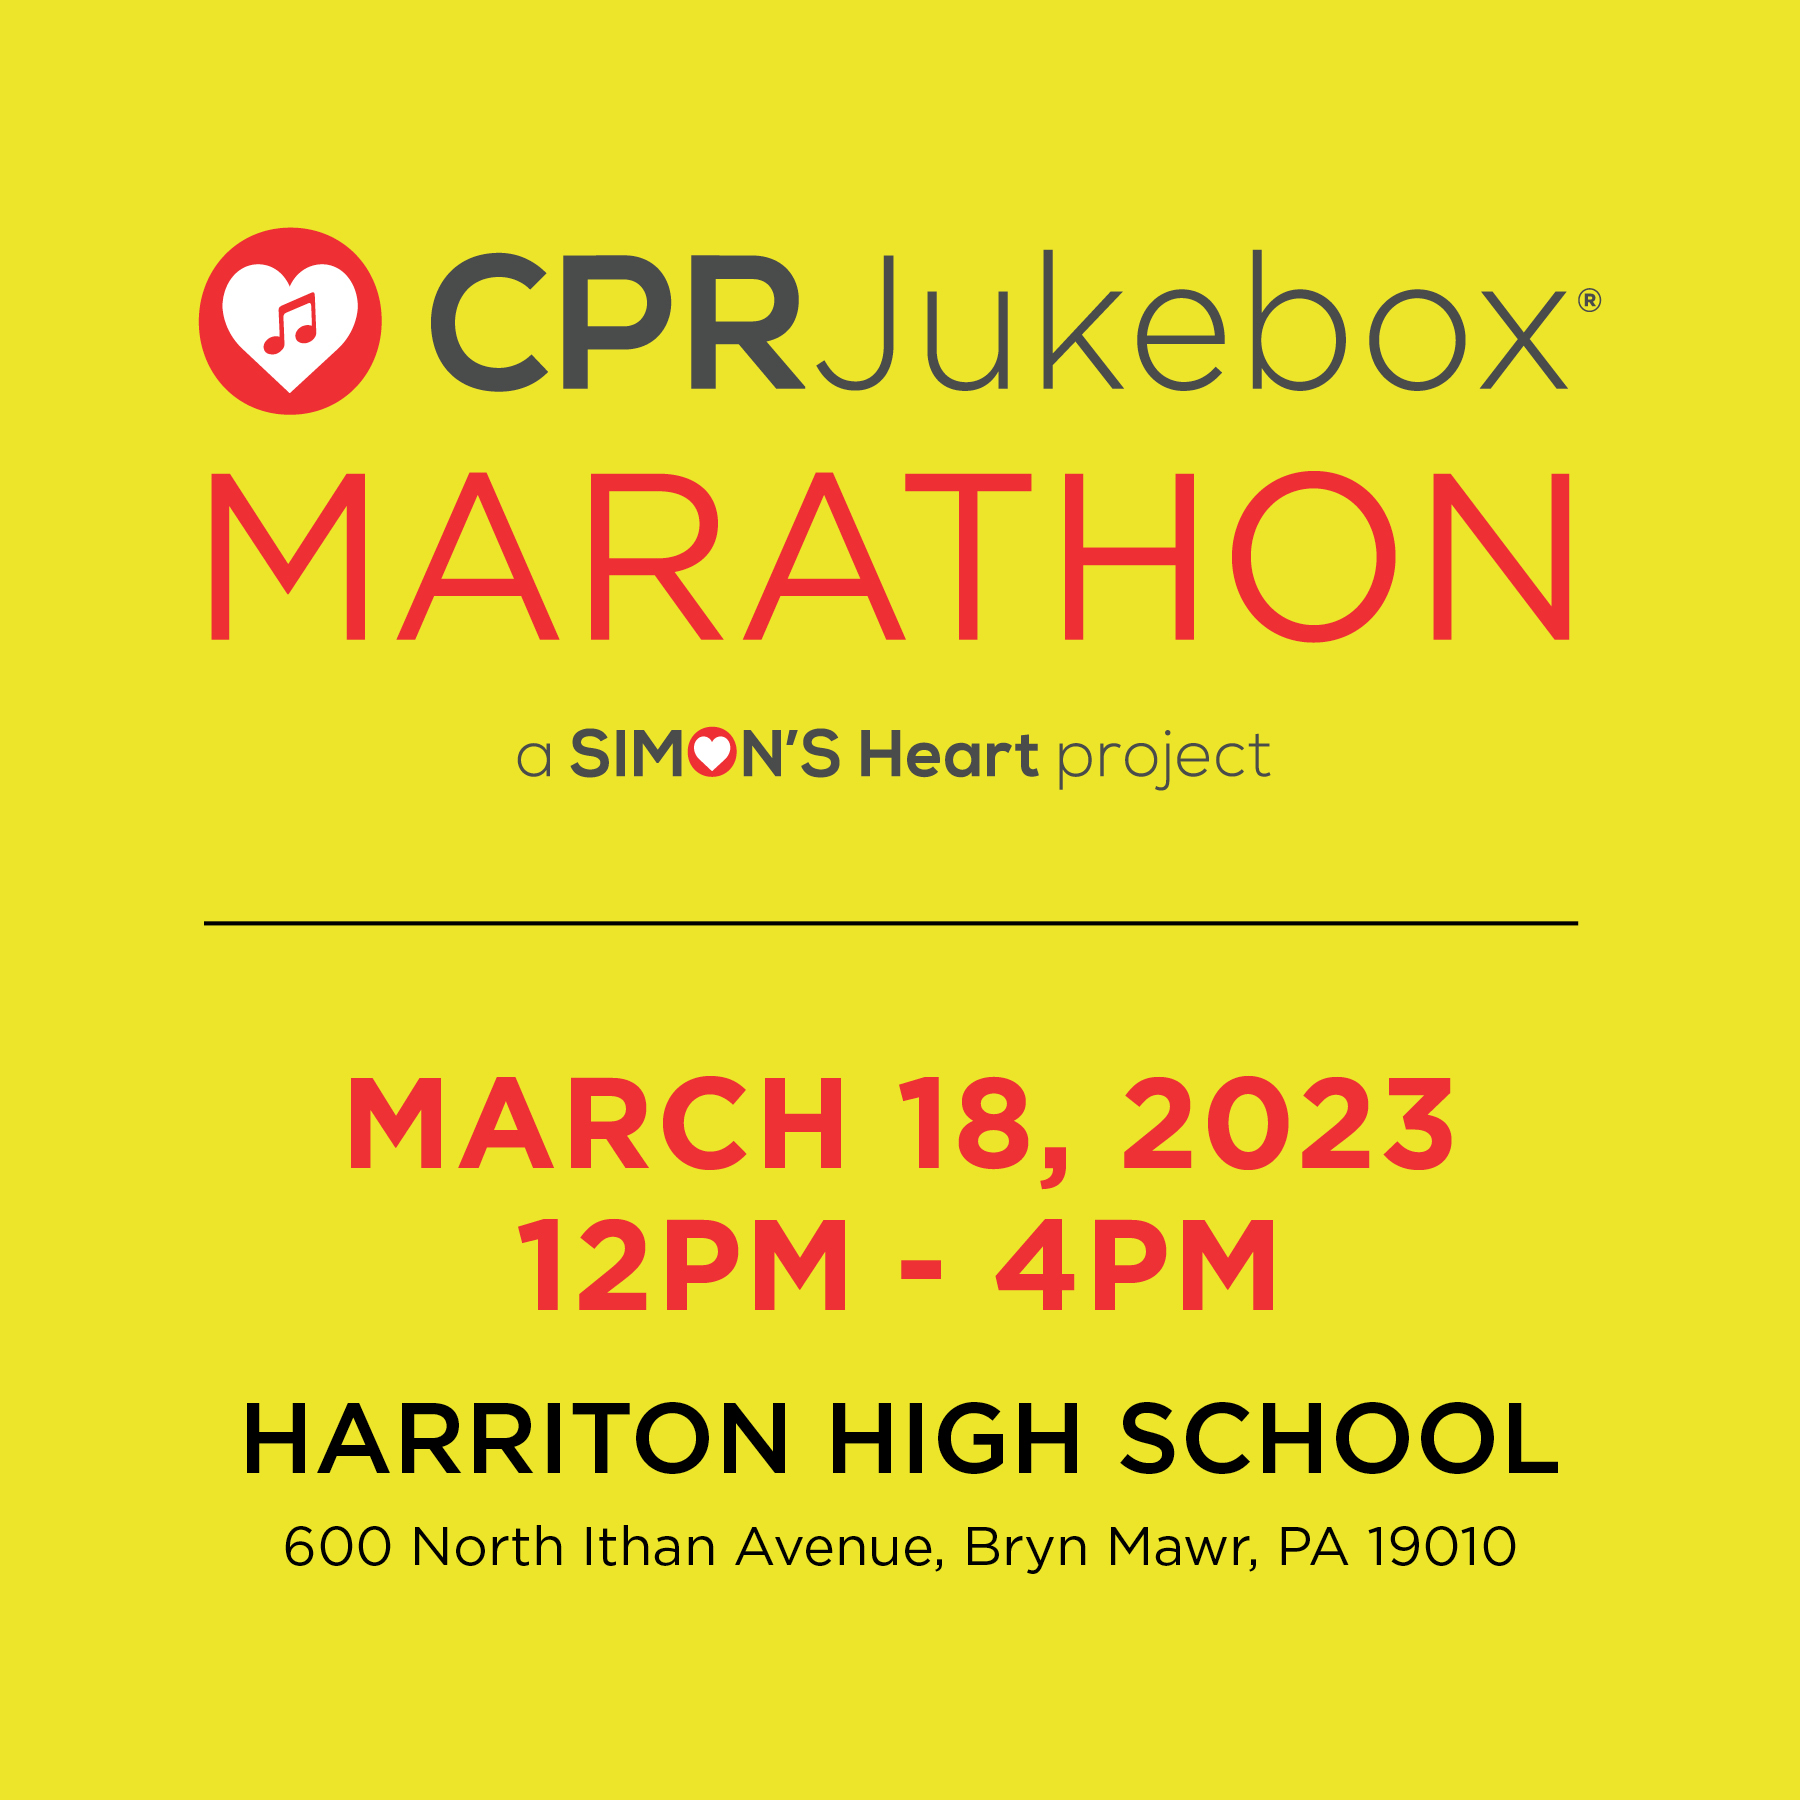 CPRJukebox®
MARATHON
a SIMON'S Heart project
MARCH 18, 2023
12PM - 4PM
HARRITON HIGH SCHOOL
600 North Ithan Avenue, Bryn Mawr, PA 19010